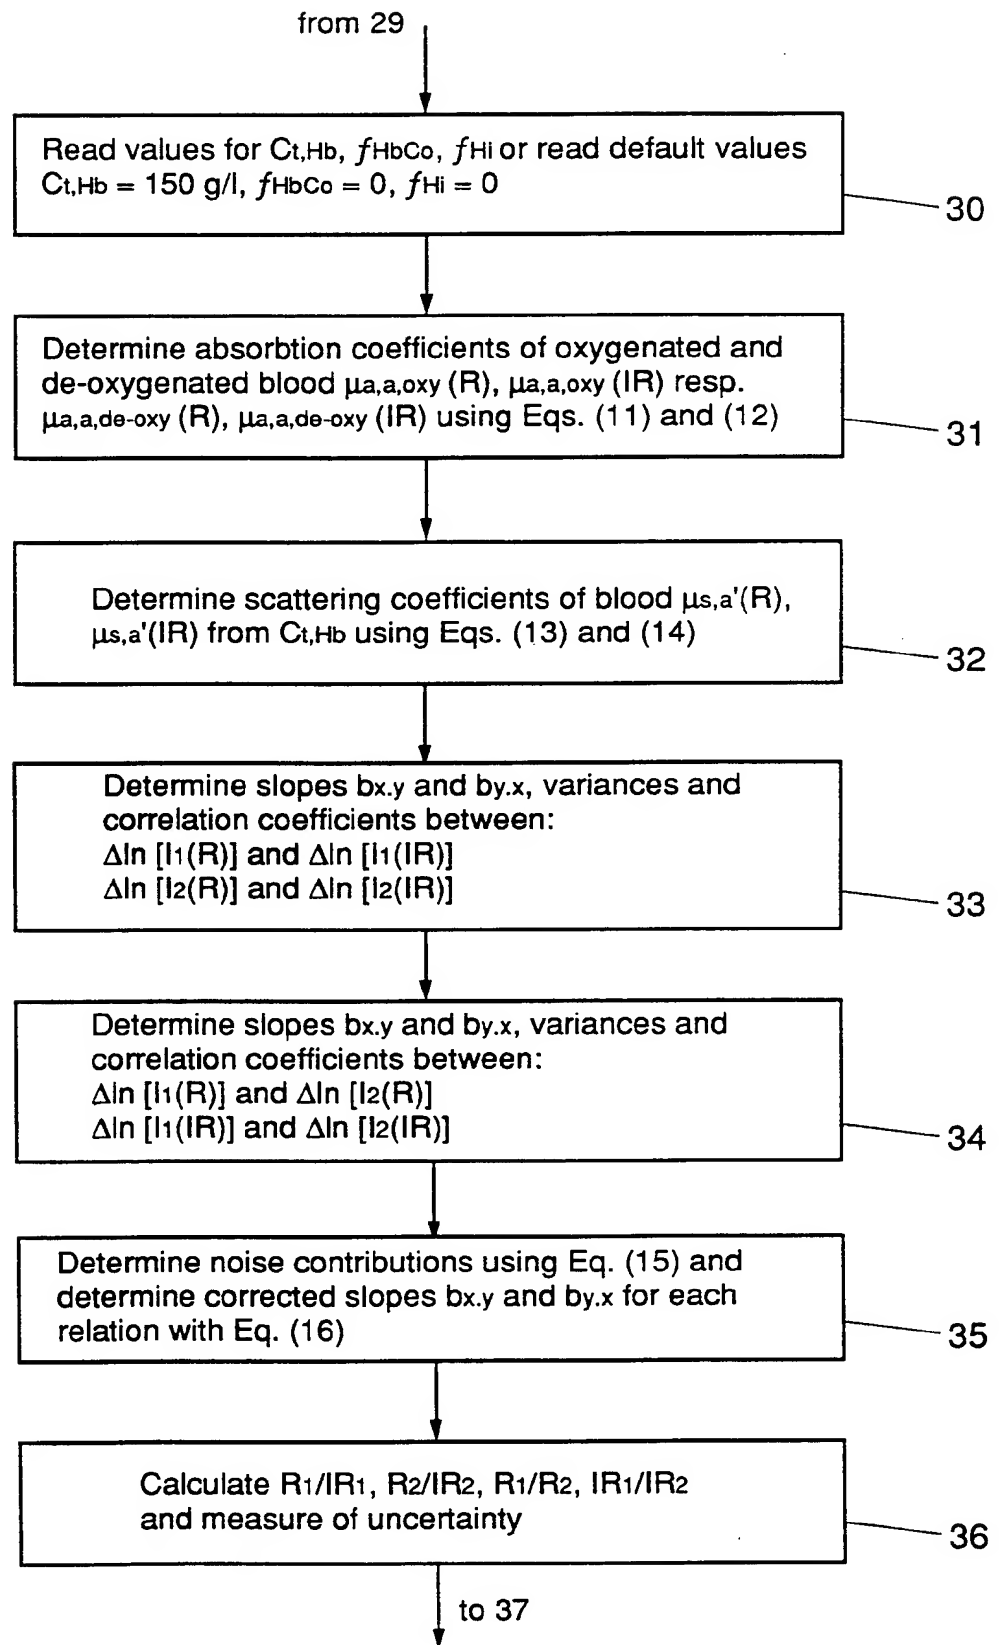 from 29
Read values for Ct,Hb, fHbCo, fHi or read default values
Ct,Hb = 150 g/l, fHbCo = 0, fHi = 0
30
Determine absorbtion coefficients of oxygenated and
de-oxygenated blood µa,a,oxy (R), µa,a,oxy (IR) resp.
µa,a,de-oxy (R), µa,a,de-oxy (IR) using Eqs. (11) and (12)
31
Determine scattering coefficients of blood µs,a'(R),
µs,a'(IR) from Ct,Hb using Eqs. (13) and (14)
32
Determine slopes bx.y and by.x, variances and
correlation coefficients between:
Δln [I1(R)] and Δln [I1(IR)]
Δln [I2(R)] and Δln [I2(IR)]
33
Determine slopes bx.y and by.x, variances and
correlation coefficients between:
Δln [I1(R)] and Δln [I2(R)]
Δln [I1(IR)] and Δln [I2(IR)]
34
Determine noise contributions using Eq. (15) and
determine corrected slopes bx.y and by.x for each
relation with Eq. (16)
35
Calculate R1/IR1, R2/IR2, R1/R2, IR1/IR2
and measure of uncertainty
36
to 37